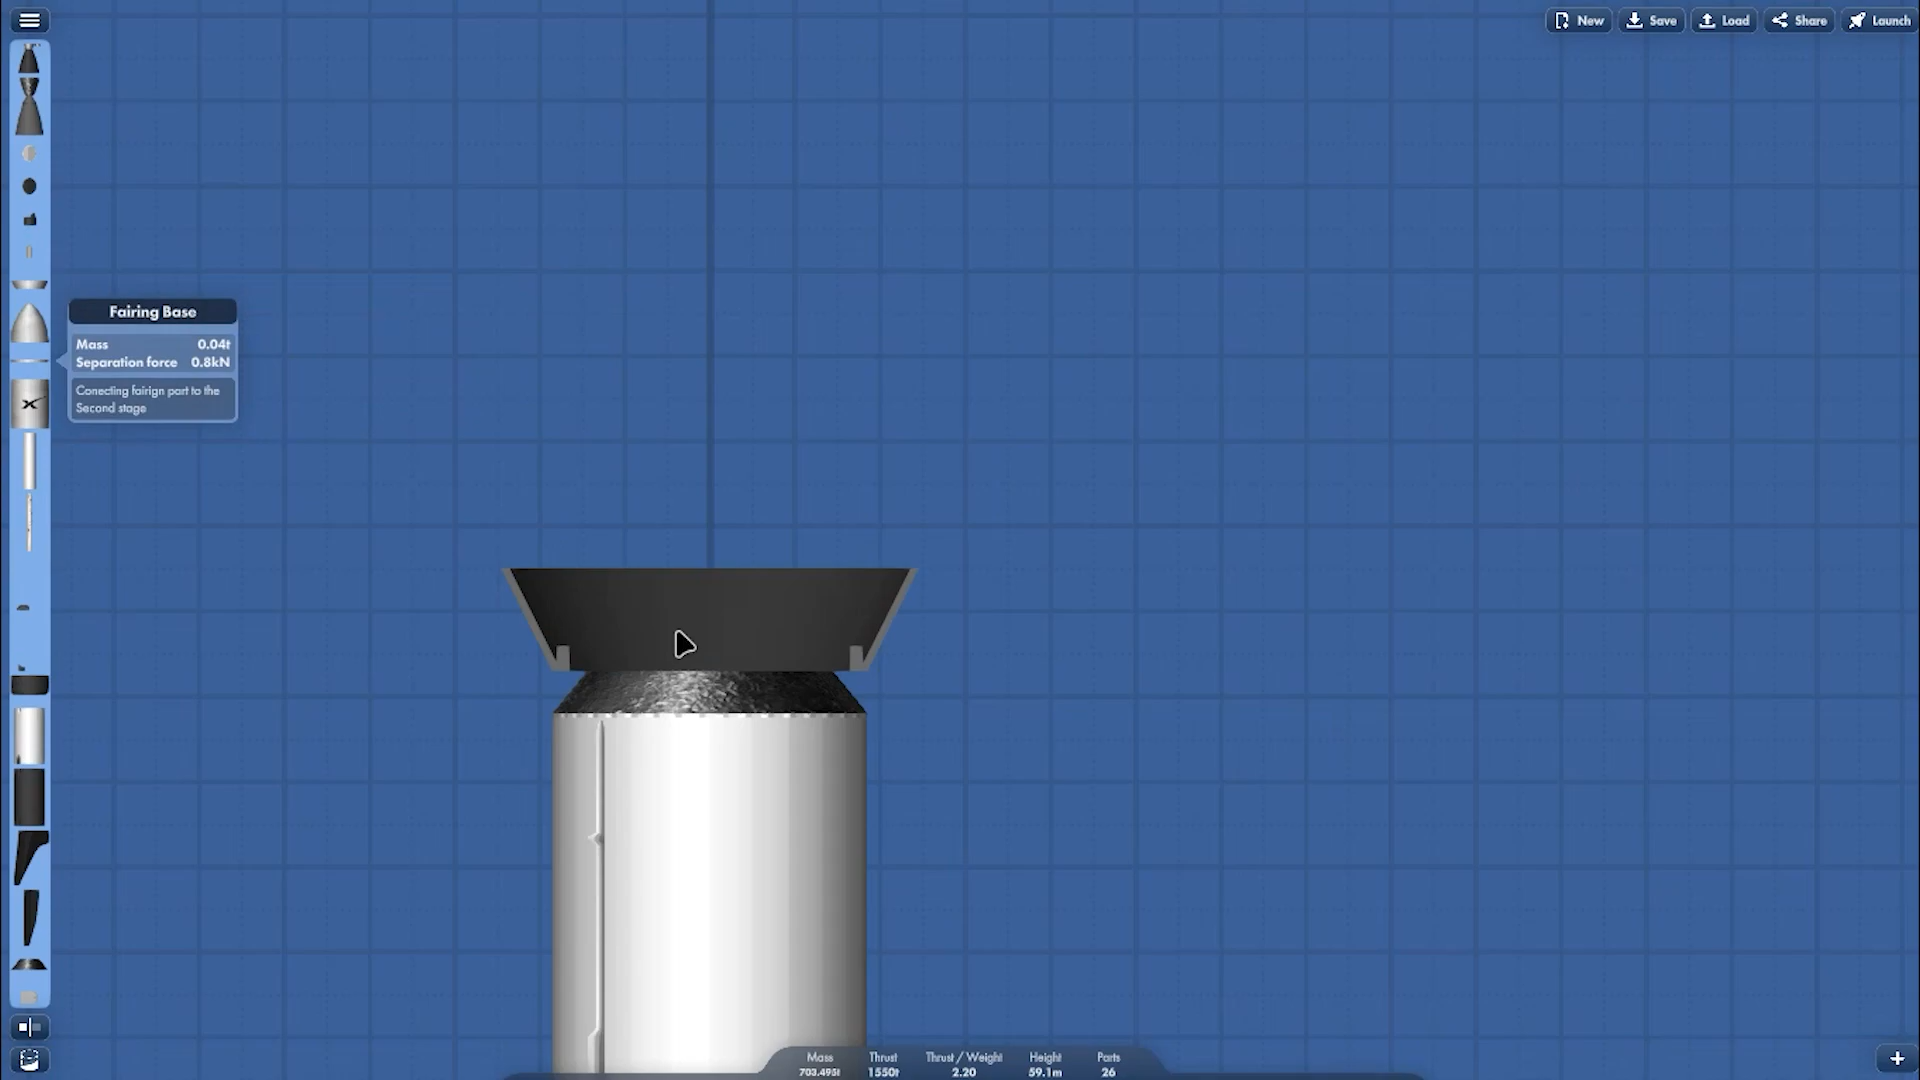 New
Save
Load
Share
Launch
Fairing Base
Mass 0.04t
Separation force 0.8kN
Conecting fairign part to the
Second stage
Mass Thrust Thrust / Weight Height Parts
703.495t 1550t 2.20 59.1m 26